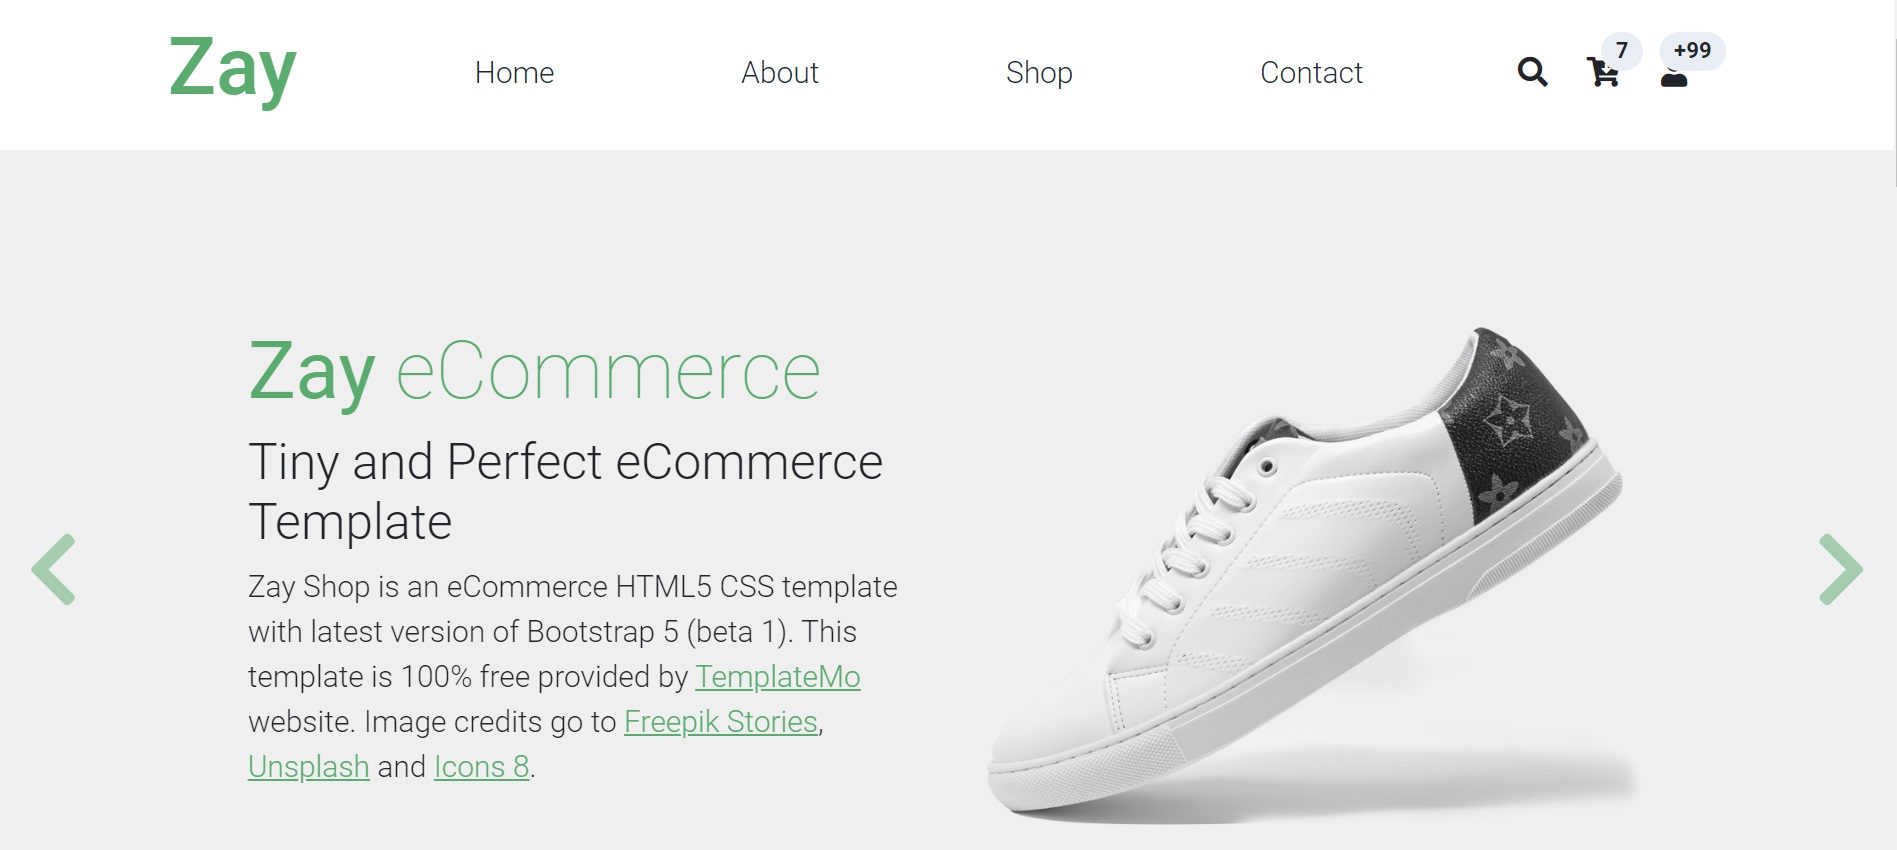 Zay Home About Shop Contact 7 +99
Zay eCommerce
Tiny and Perfect eCommerce
Template
Zay Shop is an eCommerce HTML5 CSS template
with latest version of Bootstrap 5 (beta 1). This
template is 100% free provided by TemplateMo
website. Image credits go to Freepik Stories,
Unsplash and Icons 8.